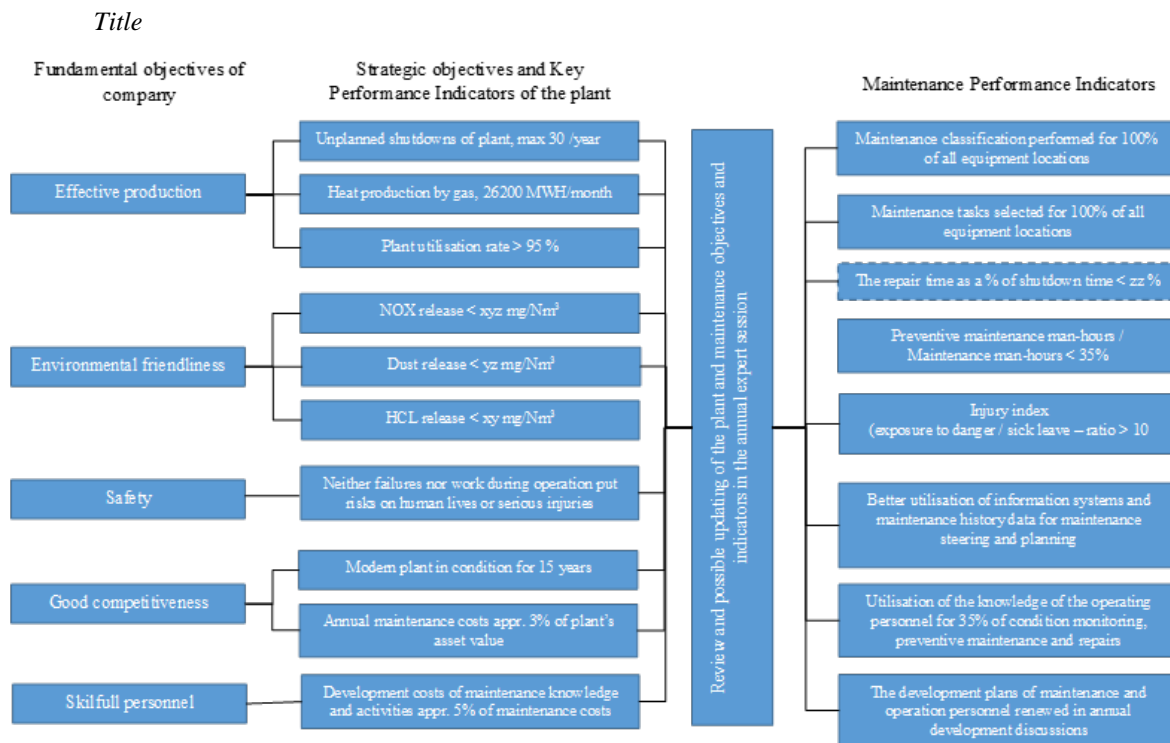 Title
Fundamental objectives of
company
Strategic objectives and Key
Performance Indicators of the plant
Maintenance Performance Indicators
Effective production
Environmental friendliness
Safety
Good competitiveness
Skilfull personnel
Unplanned shutdowns of plant, max 30 /year
Heat production by gas, 26200 MWH/month
Plant utilisation rate > 95 %
NOX release < xyz mg/Nm³
Dust release < yz mg/Nm³
HCL release < xy mg/Nm³
Neither failures nor work during operation put
risks on human lives or serious injuries
Modern plant in condition for 15 years
Annual maintenance costs appr. 3% of plant's
asset value
Development costs of maintenance knowledge
and activities appr. 5% of maintenance costs
Review and possible updating of the plant and maintenance objectives and
indicators in the annual expert session
Maintenance classification performed for 100%
of all equipment locations
Maintenance tasks selected for 100% of all
equipment locations
The repair time as a % of shutdown time < zz %
Preventive maintenance man-hours /
Maintenance man-hours < 35%
Injury index
(exposure to danger / sick leave – ratio > 10
Better utilisation of information systems and
maintenance history data for maintenance
steering and planning
Utilisation of the knowledge of the operating
personnel for 35% of condition monitoring,
preventive maintenance and repairs
The development plans of maintenance and
operation personnel renewed in annual
development discussions